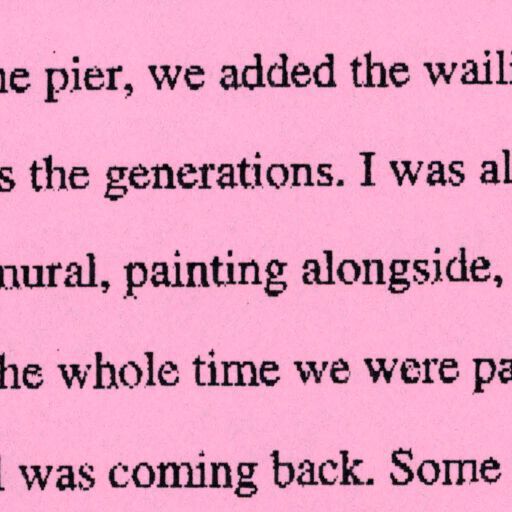 he pier, we added the waili
s the generations. I was al
mural, painting alongside,
he whole time we were pa
l was coming back. Some